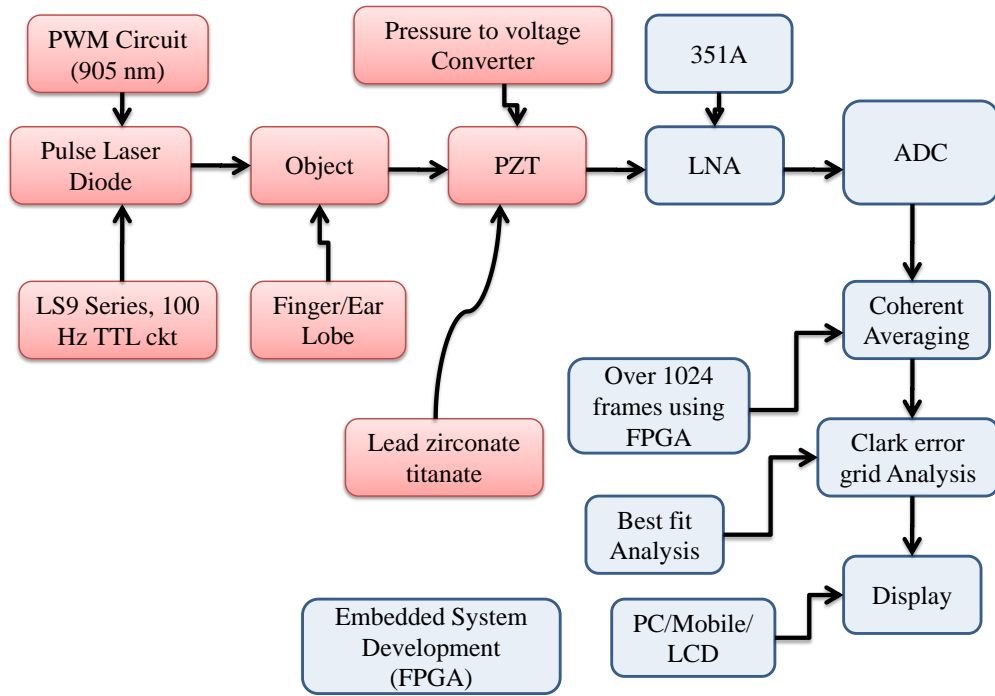 PWM Circuit
(905 nm)
Pressure to voltage
Converter
351A
Pulse Laser
Diode
Object
PZT
LNA
ADC
LS9 Series, 100
Hz TTL ckt
Finger/Ear
Lobe
Coherent
Averaging
Over 1024
frames using
FPGA
Lead zirconate
titanate
Clark error
grid Analysis
Best fit
Analysis
Display
Embedded System
Development
(FPGA)
PC/Mobile/
LCD